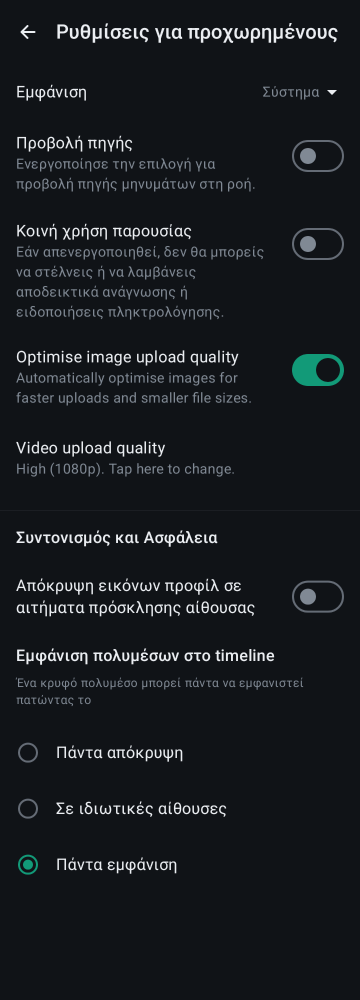 Ρυθμίσεις για προχωρημένους
Εμφάνιση
Σύστημα
Προβολή πηγής
Ενεργοποίησε την επιλογή για
προβολή πηγής μηνυμάτων στη ροή.
Κοινή χρήση παρουσίας
Εάν απενεργοποιηθεί, δεν θα μπορείς
να στέλνεις ή να λαμβάνεις
αποδεικτικά ανάγνωσης ή
ειδοποιήσεις πληκτρολόγησης.
Optimise image upload quality
Automatically optimise images for
faster uploads and smaller file sizes.
Video upload quality
High (1080p). Tap here to change.
Συντονισμός και Ασφάλεια
Απόκρυψη εικόνων προφίλ σε
αιτήματα πρόσκλησης αίθουσας
Εμφάνιση πολυμέσων στο timeline
Ένα κρυφό πολυμέσο μπορεί πάντα να εμφανιστεί
πατώντας το
Πάντα απόκρυψη
Σε ιδιωτικές αίθουσες
Πάντα εμφάνιση